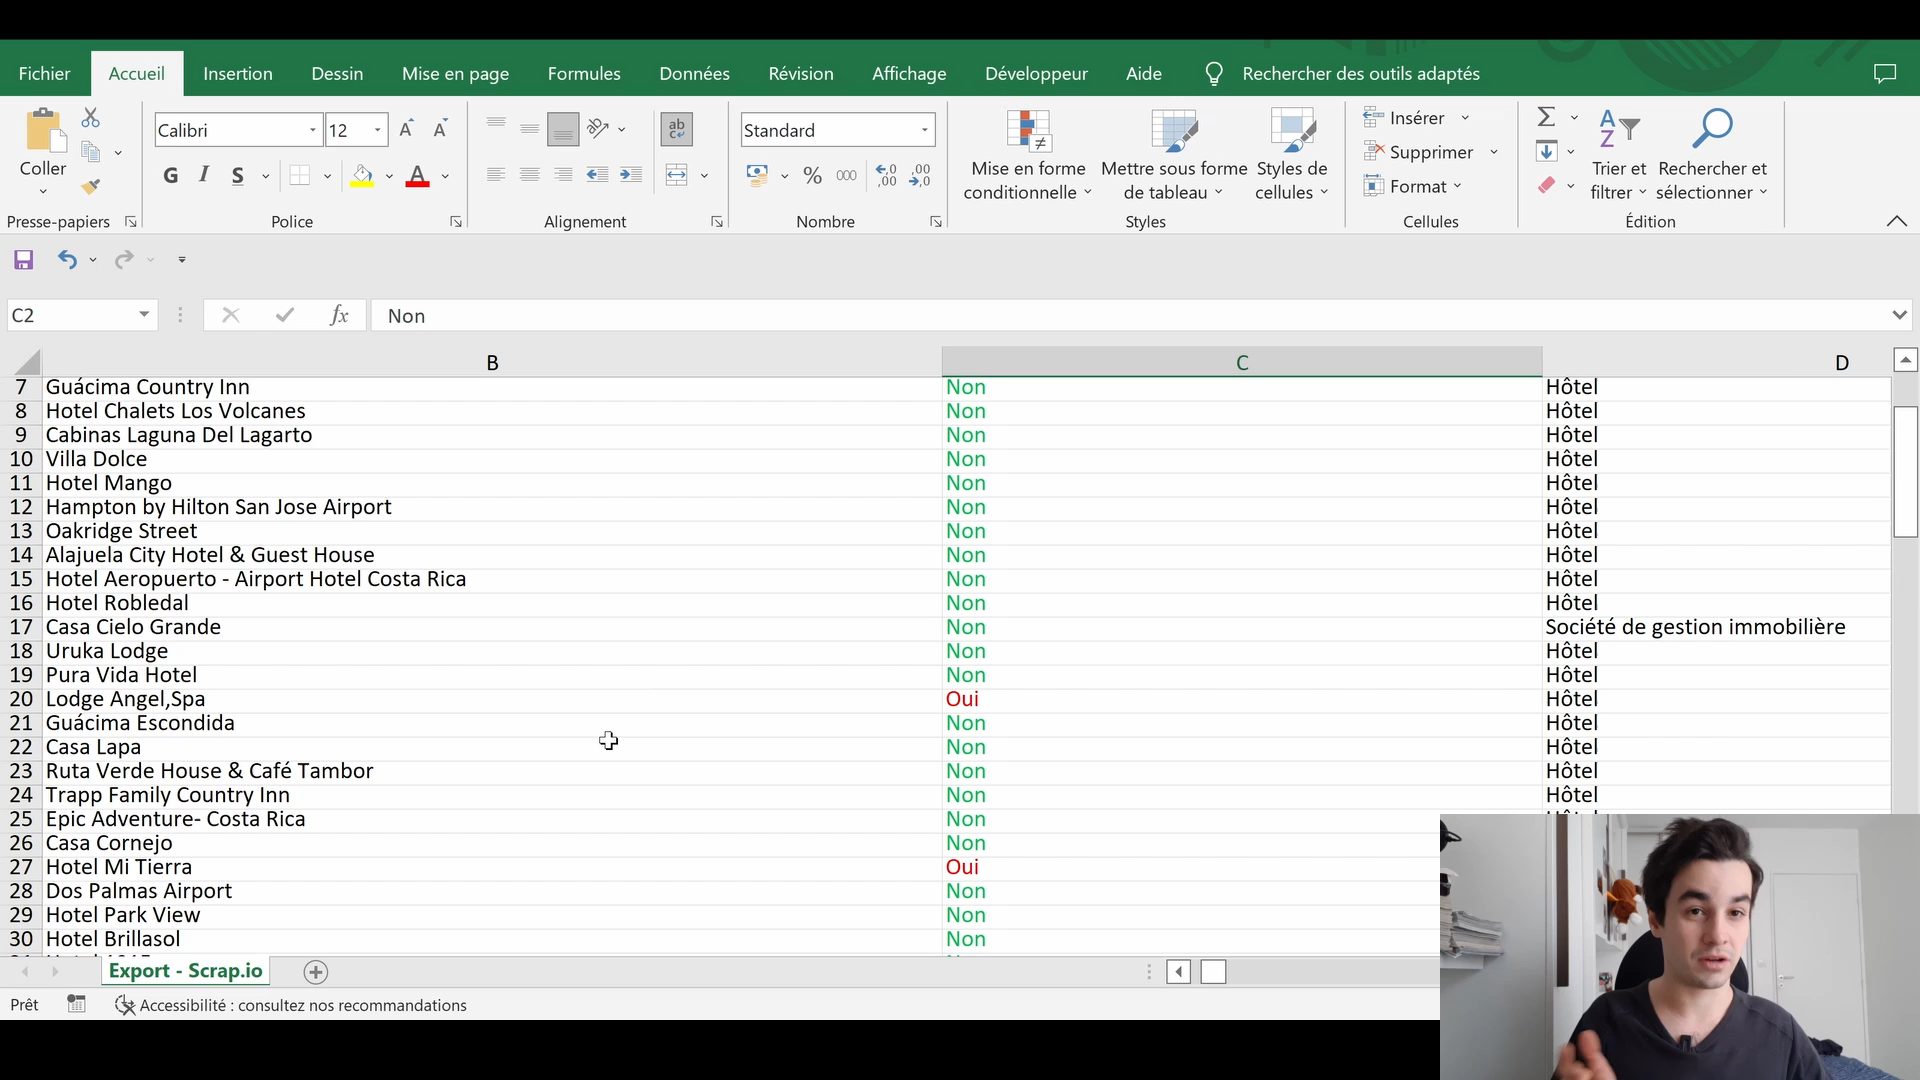 Fichier Accueil Insertion Dessin Mise en page Formules Données Révision Affichage Développeur Aide Rechercher des outils adaptés
Coller
Presse-papiers
Calibri 12
G I S
Police
ab
Alignement
Standard
% 000 ,00 ,00
Nombre
Mise en forme conditionnelle
Mettre sous forme de tableau
Styles de cellules
Styles
Insérer
Supprimer
Format
Cellules
Trier et filtrer
Rechercher et sélectionner
Édition
C2 fx Non
B C D
7 Guácima Country Inn Non Hôtel
8 Hotel Chalets Los Volcanes Non Hôtel
9 Cabinas Laguna Del Lagarto Non Hôtel
10 Villa Dolce Non Hôtel
11 Hotel Mango Non Hôtel
12 Hampton by Hilton San Jose Airport Non Hôtel
13 Oakridge Street Non Hôtel
14 Alajuela City Hotel & Guest House Non Hôtel
15 Hotel Aeropuerto - Airport Hotel Costa Rica Non Hôtel
16 Hotel Robledal Non Hôtel
17 Casa Cielo Grande Non Société de gestion immobilière
18 Uruka Lodge Non Hôtel
19 Pura Vida Hotel Non Hôtel
20 Lodge Angel,Spa Oui Hôtel
21 Guácima Escondida Non Hôtel
22 Casa Lapa Non Hôtel
23 Ruta Verde House & Café Tambor Non Hôtel
24 Trapp Family Country Inn Non Hôtel
25 Epic Adventure- Costa Rica Non
26 Casa Cornejo Non
27 Hotel Mi Tierra Oui
28 Dos Palmas Airport Non
29 Hotel Park View Non
30 Hotel Brillasol Non
Export - Scrap.io
Prêt Accessibilité : consultez nos recommandations